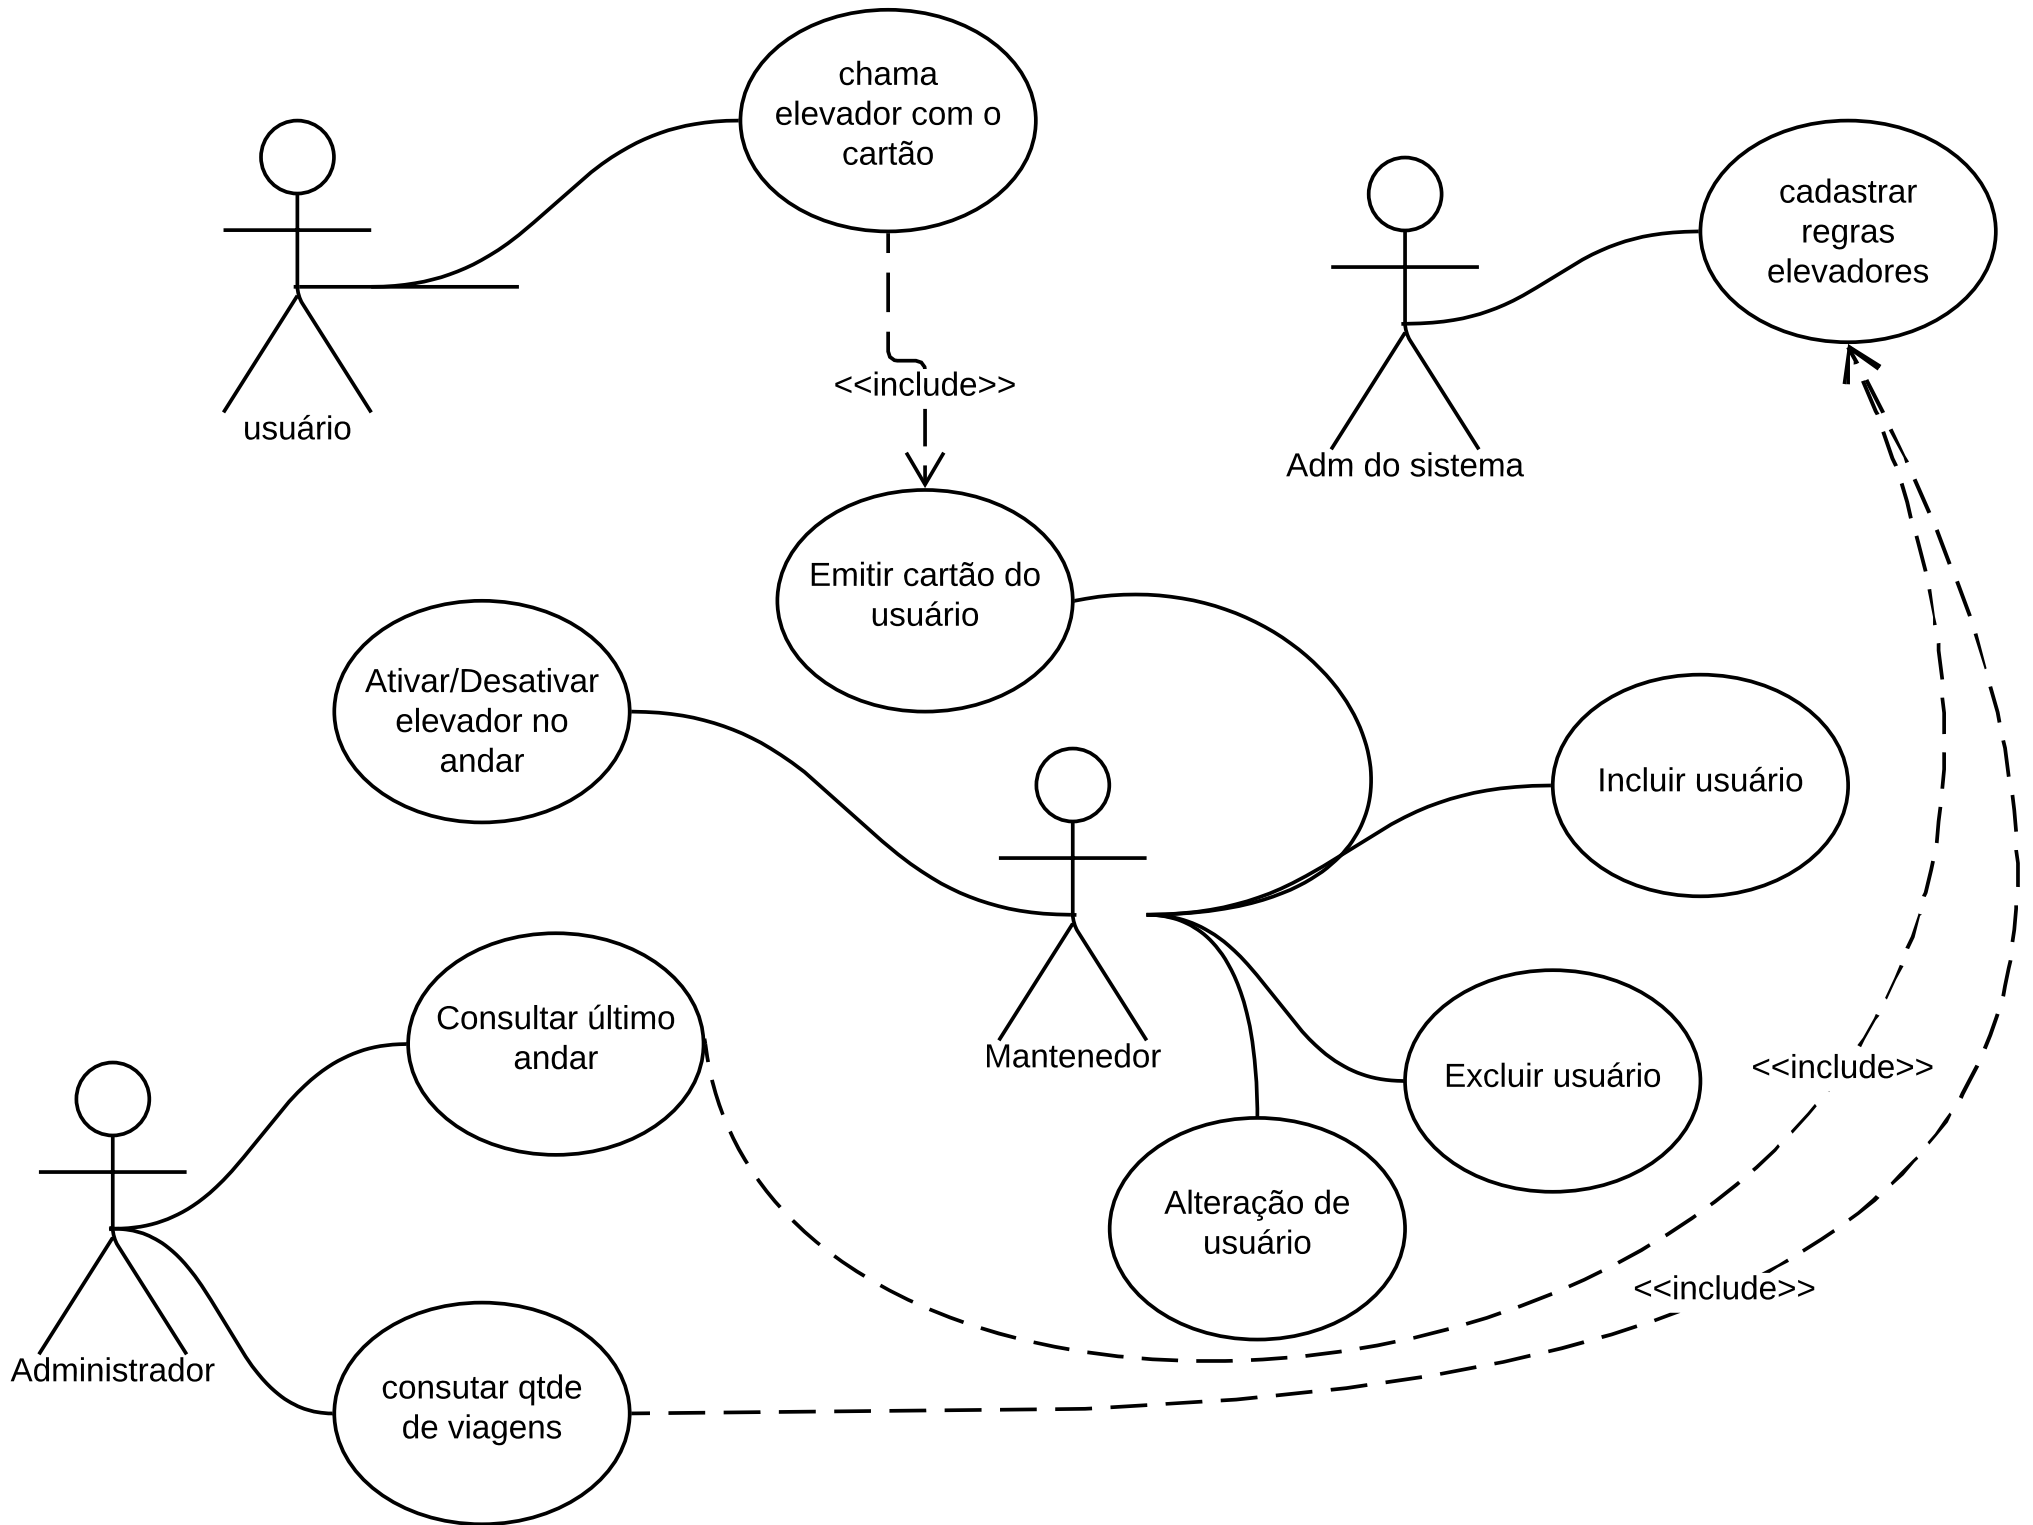 chama
elevador com o
cartão
cadastrar
regras
elevadores
<<include>>
usuário
Adm do sistema
Emitir cartão do
usuário
Ativar/Desativar
elevador no
andar
Incluir usuário
Consultar último
andar
Mantenedor
Excluir usuário
<<include>>
Alteração de
usuário
<<include>>
Administrador
consutar qtde
de viagens